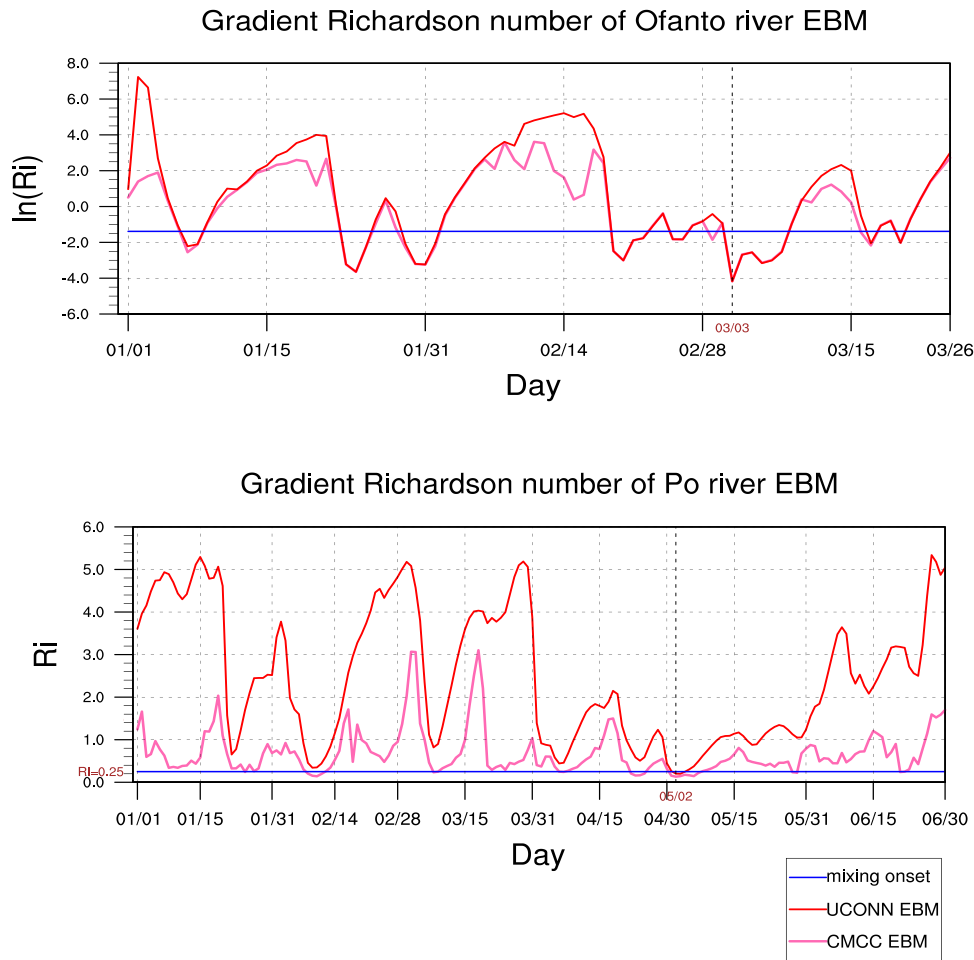 Gradient Richardson number of Ofanto river EBM
8.0
6.0
4.0
2.0
0.0
-2.0
-4.0
-6.0
ln(Ri)
03/03
01/01 01/15 01/31 02/14 02/28 03/15 03/26
Day
Gradient Richardson number of Po river EBM
6.0
5.0
4.0
3.0
2.0
1.0
RI=0.25
0.0
Ri
05/02
01/01 01/15 01/31 02/14 02/28 03/15 03/31 04/15 04/30 05/15 05/31 06/15 06/30
Day
mixing onset
UCONN EBM
CMCC EBM